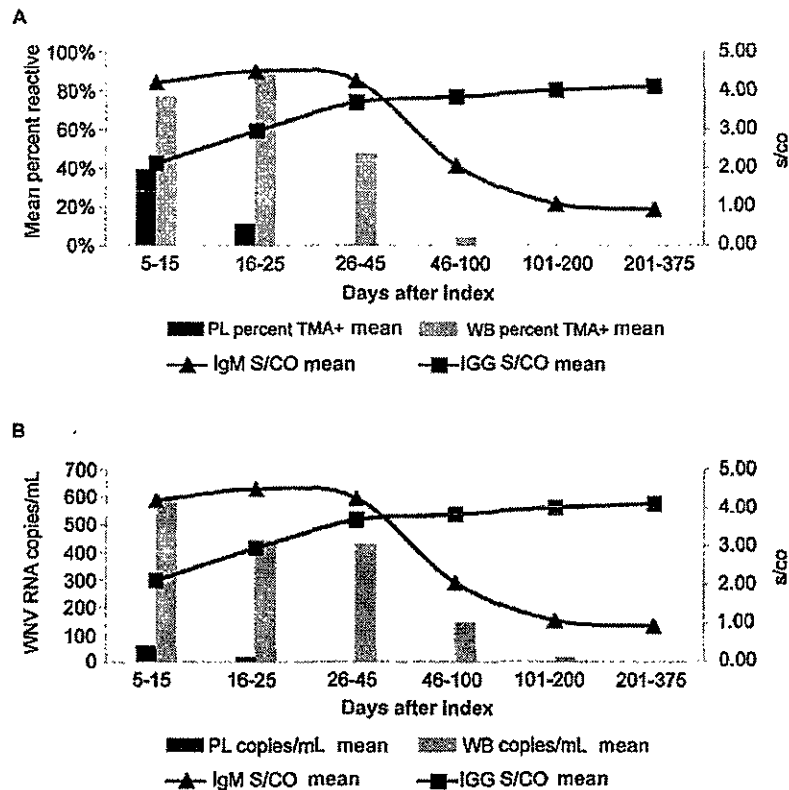 A
100%
80%
60%
40%
20%
0%
Mean percent reactive
5.00
4.00
3.00
2.00
1.00
0.00
s/co
5-15 16-25 26-45 46-100 101-200 201-375
Days after Index
PL percent TMA+ mean WB percent TMA+ mean
IgM S/CO mean IGG S/CO mean
B
700
600
500
400
300
200
100
0
WNV RNA copies/mL
5.00
4.00
3.00
2.00
1.00
0.00
s/co
5-15 16-25 26-45 46-100 101-200 201-375
Days after Index
PL copies/mL mean WB copies/mL mean
IgM S/CO mean IGG S/CO mean